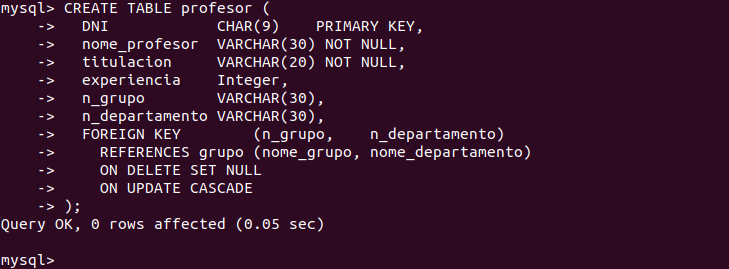 mysql> CREATE TABLE profesor (
    ->   DNI            CHAR(9)    PRIMARY KEY,
    ->   nome_profesor  VARCHAR(30) NOT NULL,
    ->   titulacion     VARCHAR(20) NOT NULL,
    ->   experiencia    Integer,
    ->   n_grupo        VARCHAR(30),
    ->   n_departamento VARCHAR(30),
    ->   FOREIGN KEY        (n_grupo,    n_departamento)
    ->     REFERENCES grupo (nome_grupo, nome_departamento)
    ->     ON DELETE SET NULL
    ->     ON UPDATE CASCADE
    -> );
Query OK, 0 rows affected (0.05 sec)
mysql>